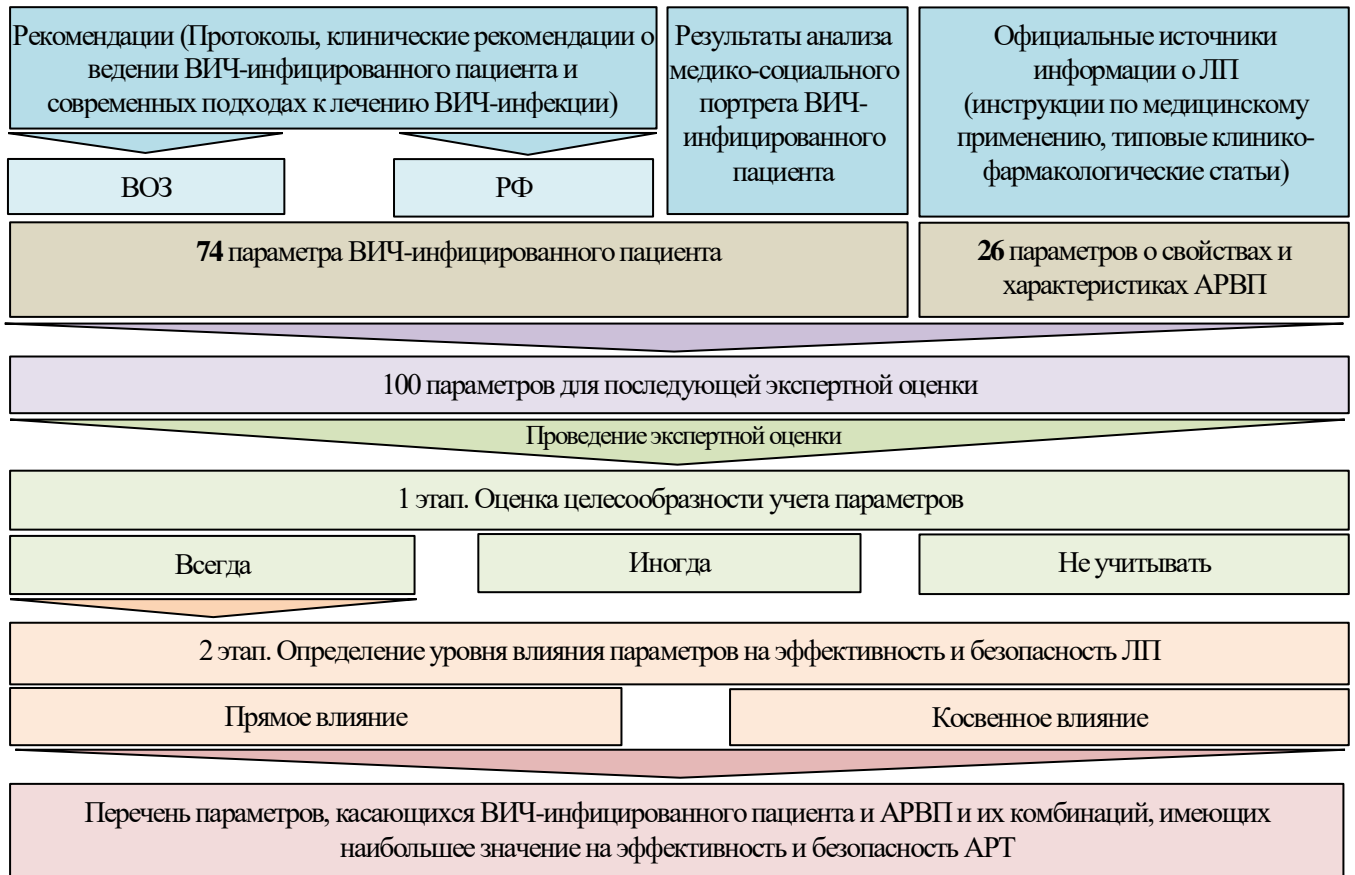 Рекомендации (Протоколы, клинические рекомендации о
ведении ВИЧ-инфицированного пациента и
современных подходах к лечению ВИЧ-инфекции)
ВОЗ
РФ
Результаты анализа
медико-социального
портрета ВИЧ-
инфицированного
пациента
Официальные источники
информации о ЛП
(инструкции по медицинскому
применению, типовые клинико-
фармакологические статьи)
74 параметра ВИЧ-инфицированного пациента
26 параметров о свойствах и
характеристиках АРВП
100 параметров для последующей экспертной оценки
Проведение экспертной оценки
1 этап. Оценка целесообразности учета параметров
Всегда
Иногда
Не учитывать
2 этап. Определение уровня влияния параметров на эффективность и безопасность ЛП
Прямое влияние
Косвенное влияние
Перечень параметров, касающихся ВИЧ-инфицированного пациента и АРВП и их комбинаций, имеющих
наибольшее значение на эффективность и безопасность АРТ